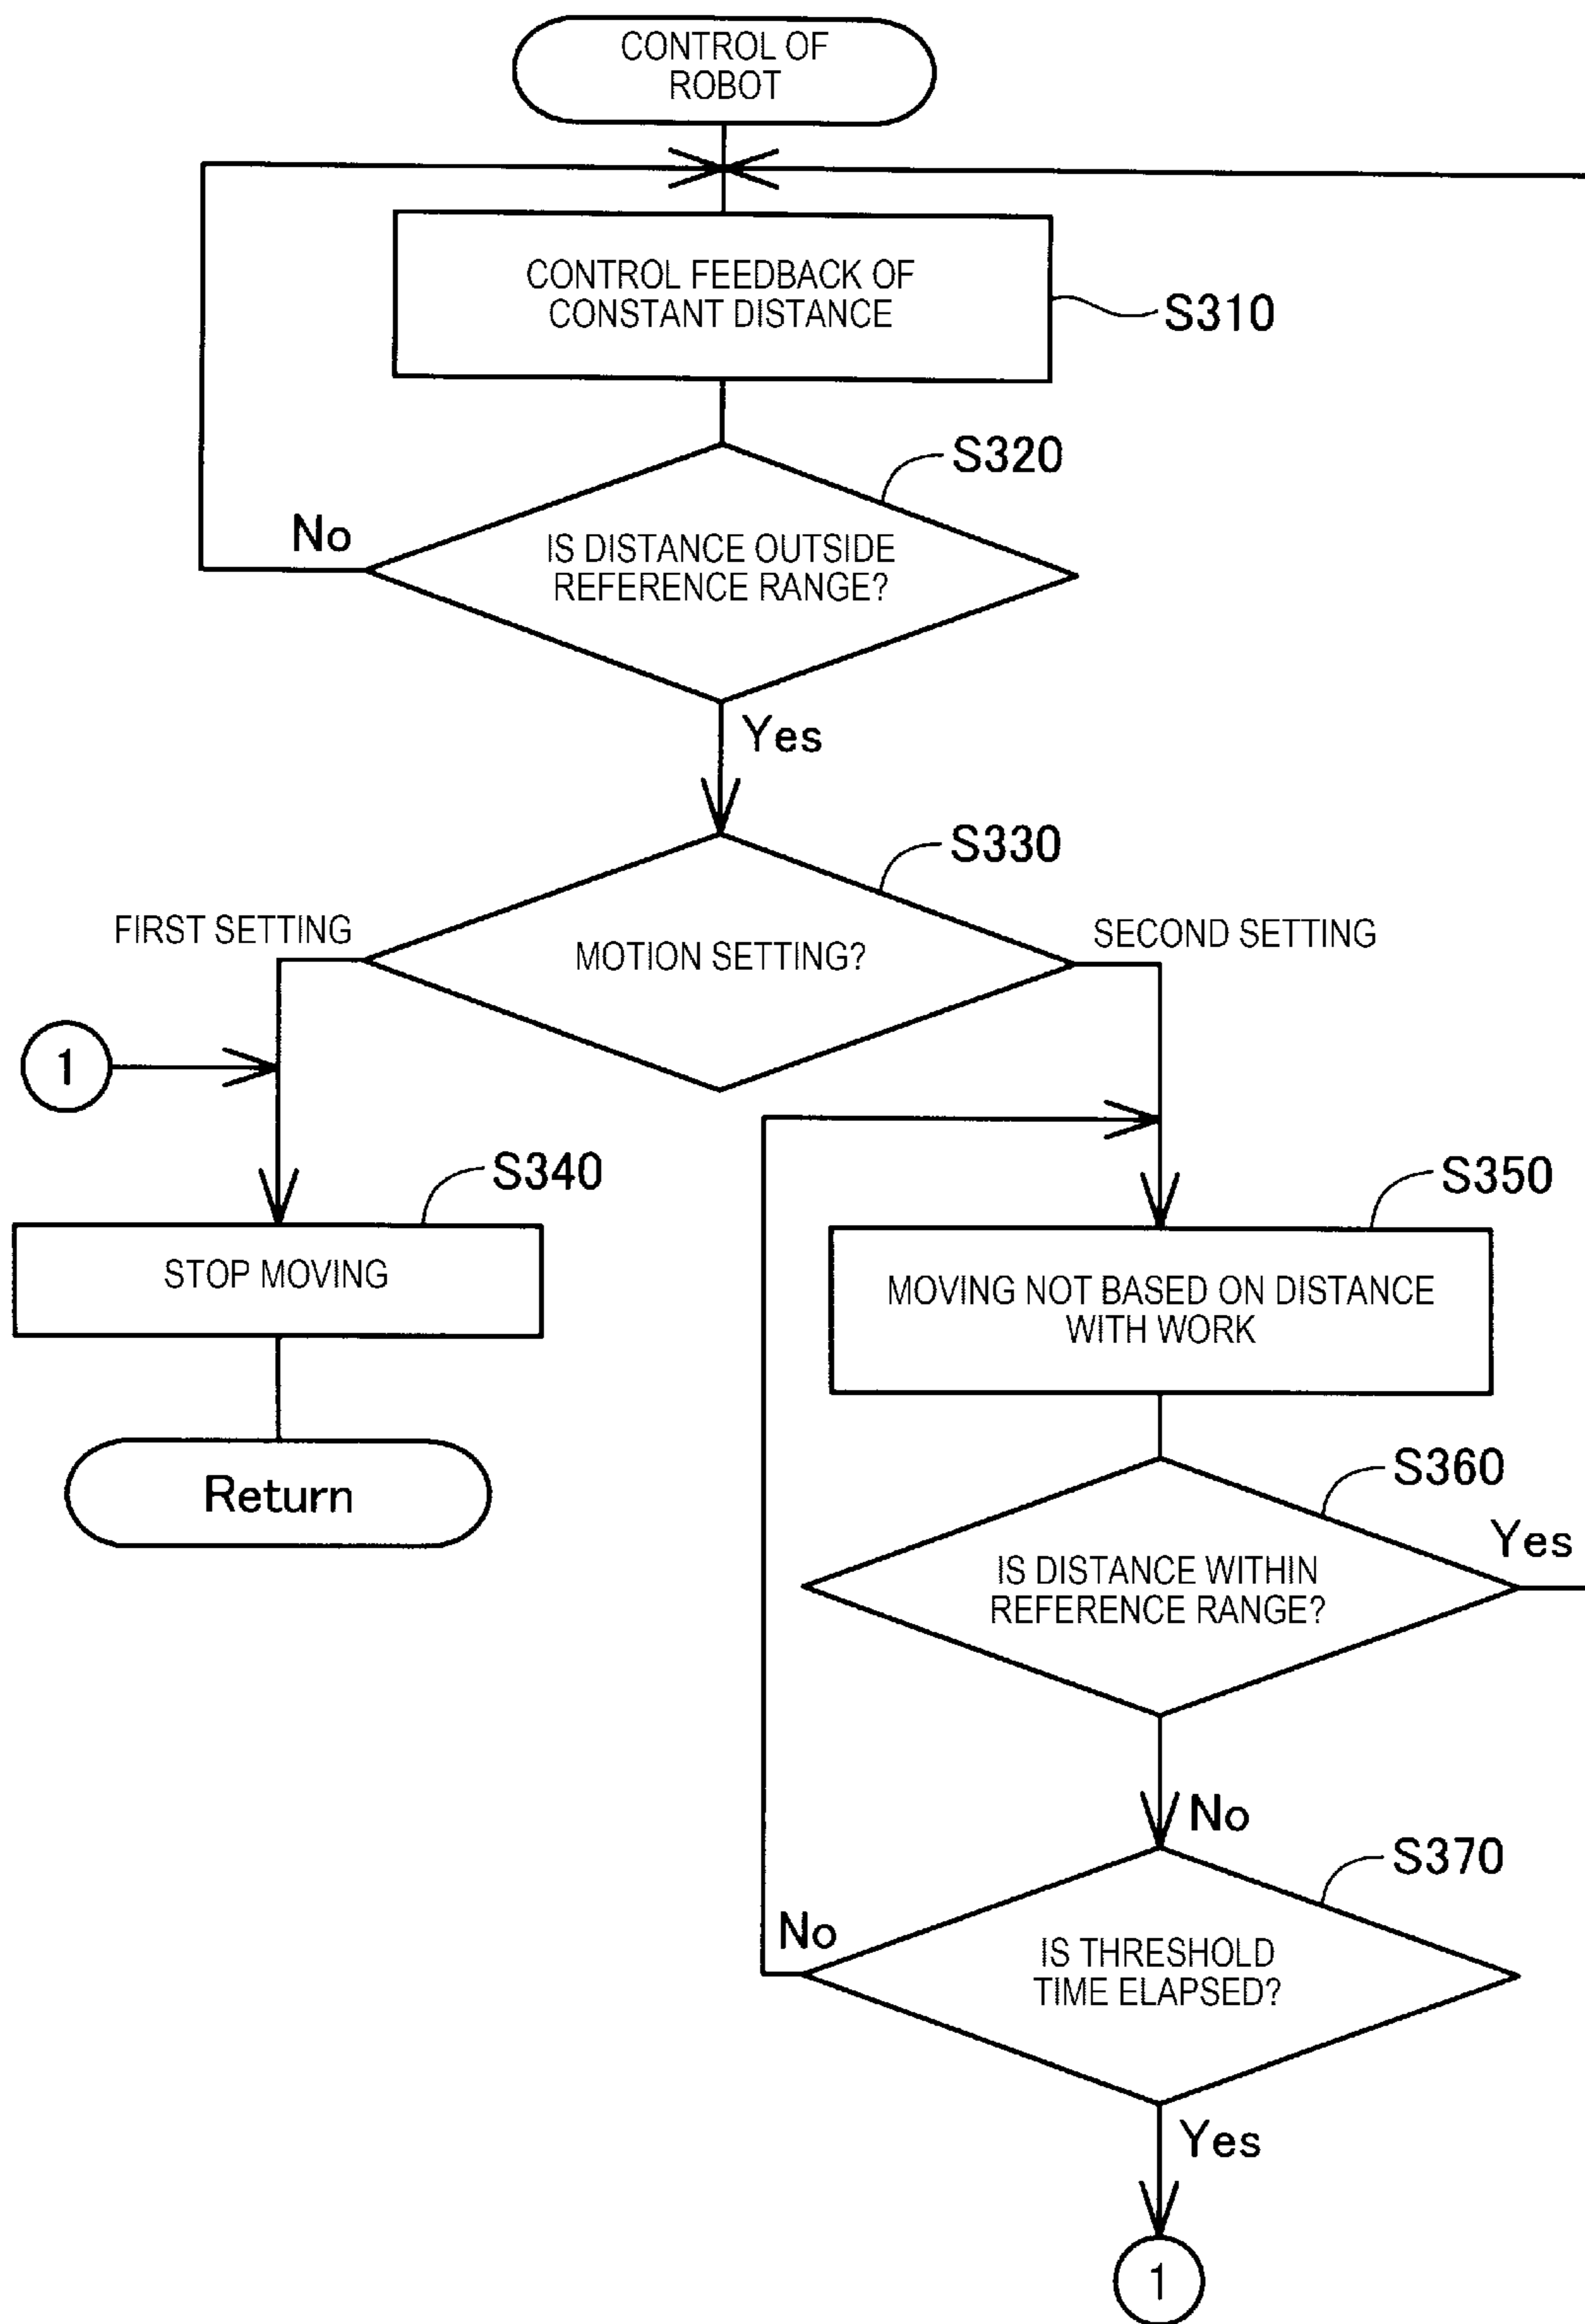 CONTROL OF
ROBOT
CONTROL FEEDBACK OF
CONSTANT DISTANCE
S310
S320
No
IS DISTANCE OUTSIDE
REFERENCE RANGE?
Yes
S330
FIRST SETTING
MOTION SETTING?
SECOND SETTING
1
S340
STOP MOVING
Return
S350
MOVING NOT BASED ON DISTANCE
WITH WORK
S360
Yes
IS DISTANCE WITHIN
REFERENCE RANGE?
No
S370
No
IS THRESHOLD
TIME ELAPSED?
Yes
1